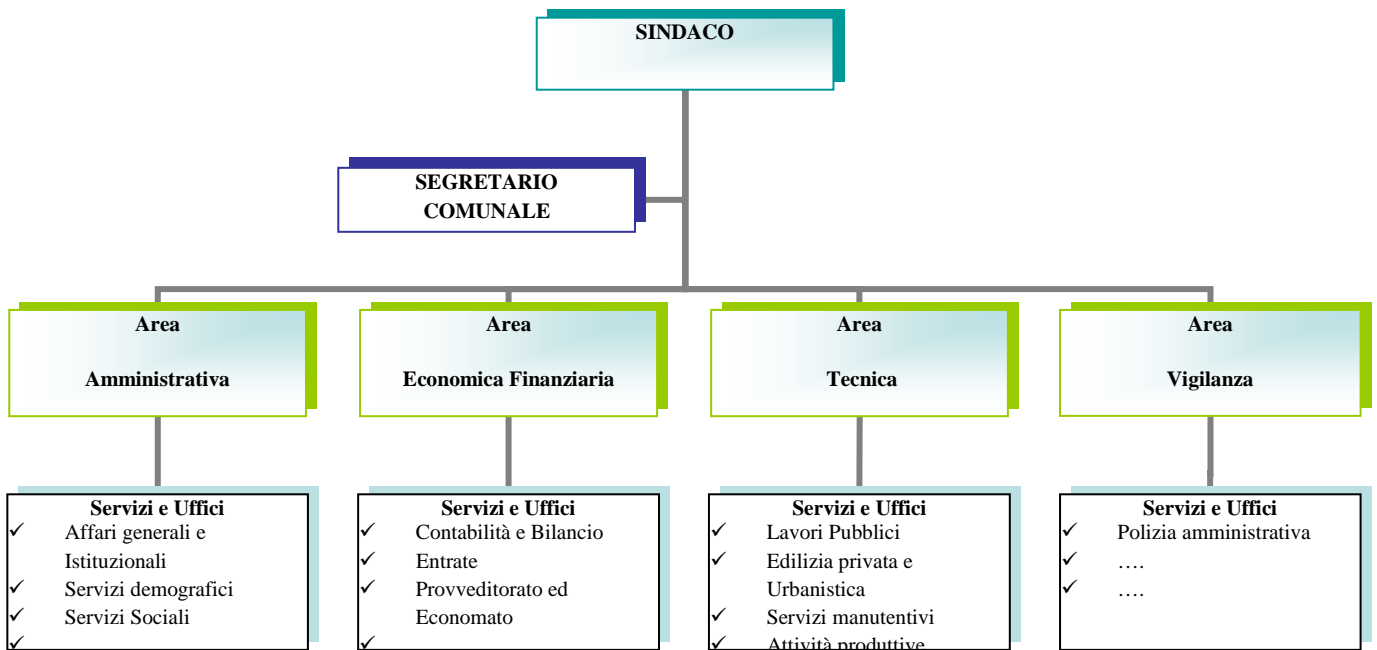 SINDACO
SEGRETARIO
COMUNALE
Area
Amministrativa
Area
Economica Finanziaria
Area
Tecnica
Area
Vigilanza
Servizi e Uffici
✓ Affari generali e
Istituzionali
✓ Servizi demografici
✓ Servizi Sociali
✓
Servizi e Uffici
✓ Contabilità e Bilancio
✓ Entrate
✓ Provveditorato ed
Economato
✓
Servizi e Uffici
✓ Lavori Pubblici
✓ Edilizia privata e
Urbanistica
✓ Servizi manutentivi
✓ Attività produttive
Servizi e Uffici
✓ Polizia amministrativa
✓ ….
✓ ….